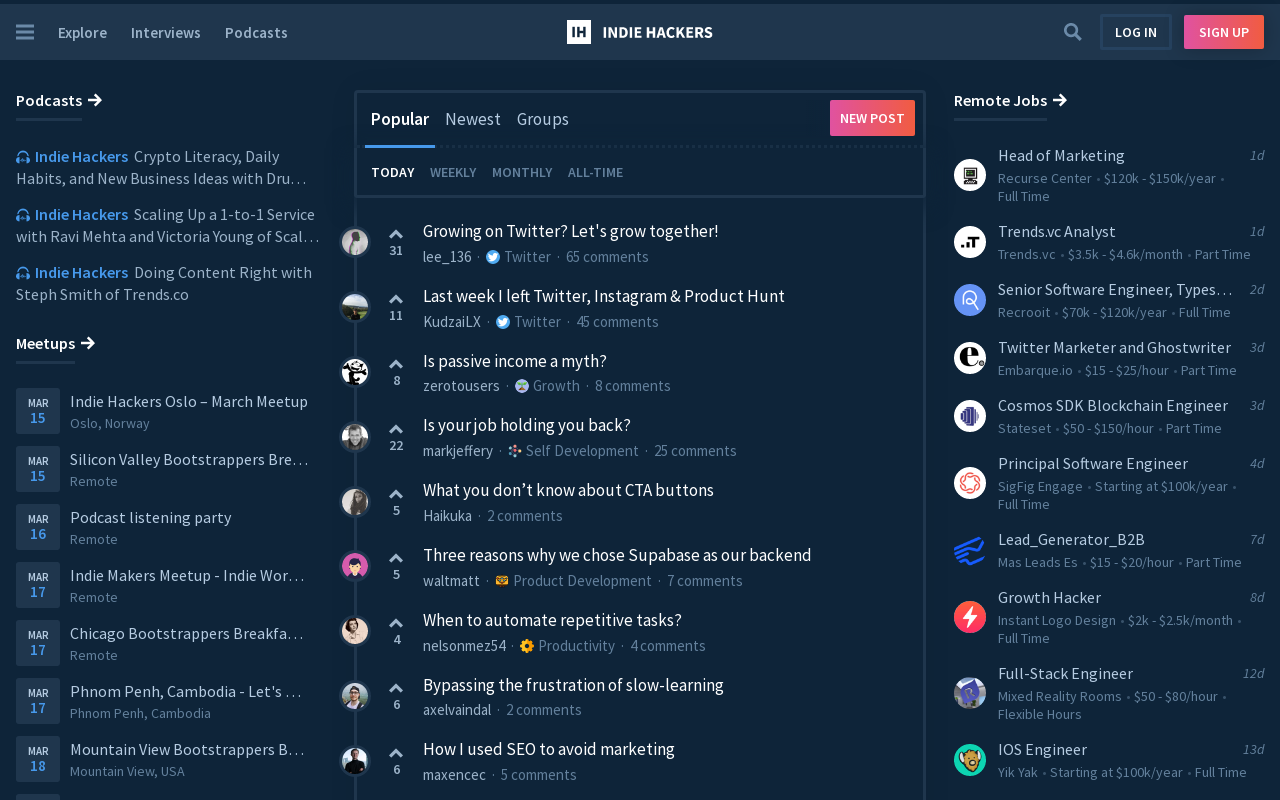 Explore
Interviews
Podcasts
IH INDIE HACKERS
LOG IN
SIGN UP
Podcasts
Indie Hackers Crypto Literacy, Daily
Habits, and New Business Ideas with Dru…
Indie Hackers Scaling Up a 1-to-1 Service
with Ravi Mehta and Victoria Young of Scal…
Indie Hackers Doing Content Right with
Steph Smith of Trends.co
Meetups
MAR
15
Indie Hackers Oslo – March Meetup
Oslo, Norway
MAR
15
Silicon Valley Bootstrappers Bre…
Remote
MAR
16
Podcast listening party
Remote
MAR
17
Indie Makers Meetup - Indie Wor…
Remote
MAR
17
Chicago Bootstrappers Breakfa…
Remote
MAR
17
Phnom Penh, Cambodia - Let's …
Phnom Penh, Cambodia
MAR
18
Mountain View Bootstrappers B…
Mountain View, USA
Popular
Newest
Groups
NEW POST
TODAY
WEEKLY
MONTHLY
ALL-TIME
31
Growing on Twitter? Let's grow together!
lee_136 · Twitter · 65 comments
11
Last week I left Twitter, Instagram & Product Hunt
KudzaiLX · Twitter · 45 comments
8
Is passive income a myth?
zerotousers · Growth · 8 comments
22
Is your job holding you back?
markjeffery · Self Development · 25 comments
5
What you don’t know about CTA buttons
Haikuka · 2 comments
5
Three reasons why we chose Supabase as our backend
waltmatt · Product Development · 7 comments
4
When to automate repetitive tasks?
nelsonmez54 · Productivity · 4 comments
6
Bypassing the frustration of slow-learning
axelvaindal · 2 comments
6
How I used SEO to avoid marketing
maxencec · 5 comments
Remote Jobs
Head of Marketing
1d
Recurse Center • $120k - $150k/year •
Full Time
Trends.vc Analyst
1d
Trends.vc • $3.5k - $4.6k/month • Part Time
Senior Software Engineer, Types…
2d
Recrooit • $70k - $120k/year • Full Time
Twitter Marketer and Ghostwriter
3d
Embarque.io • $15 - $25/hour • Part Time
Cosmos SDK Blockchain Engineer
3d
Stateset • $50 - $150/hour • Part Time
Principal Software Engineer
4d
SigFig Engage • Starting at $100k/year •
Full Time
Lead_Generator_B2B
7d
Mas Leads Es • $15 - $20/hour • Part Time
Growth Hacker
8d
Instant Logo Design • $2k - $2.5k/month •
Full Time
Full-Stack Engineer
12d
Mixed Reality Rooms • $50 - $80/hour •
Flexible Hours
IOS Engineer
13d
Yik Yak • Starting at $100k/year • Full Time